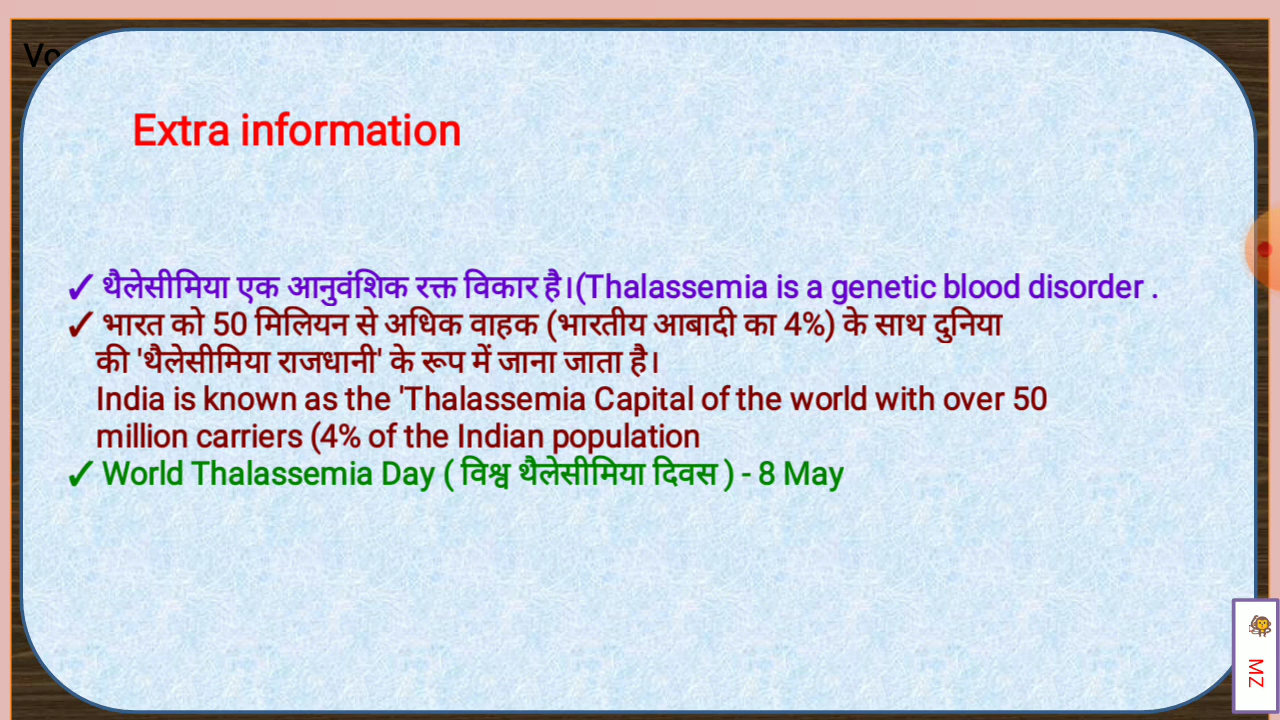 Extra information
✓ थैलेसीमिया एक आनुवंशिक रक्त विकार है।(Thalassemia is a genetic blood disorder .
✓ भारत को 50 मिलियन से अधिक वाहक (भारतीय आबादी का 4%) के साथ दुनिया
की 'थैलेसीमिया राजधानी' के रूप में जाना जाता है।
India is known as the 'Thalassemia Capital of the world with over 50
million carriers (4% of the Indian population
✓ World Thalassemia Day ( विश्व थैलेसीमिया दिवस ) - 8 May
MZ